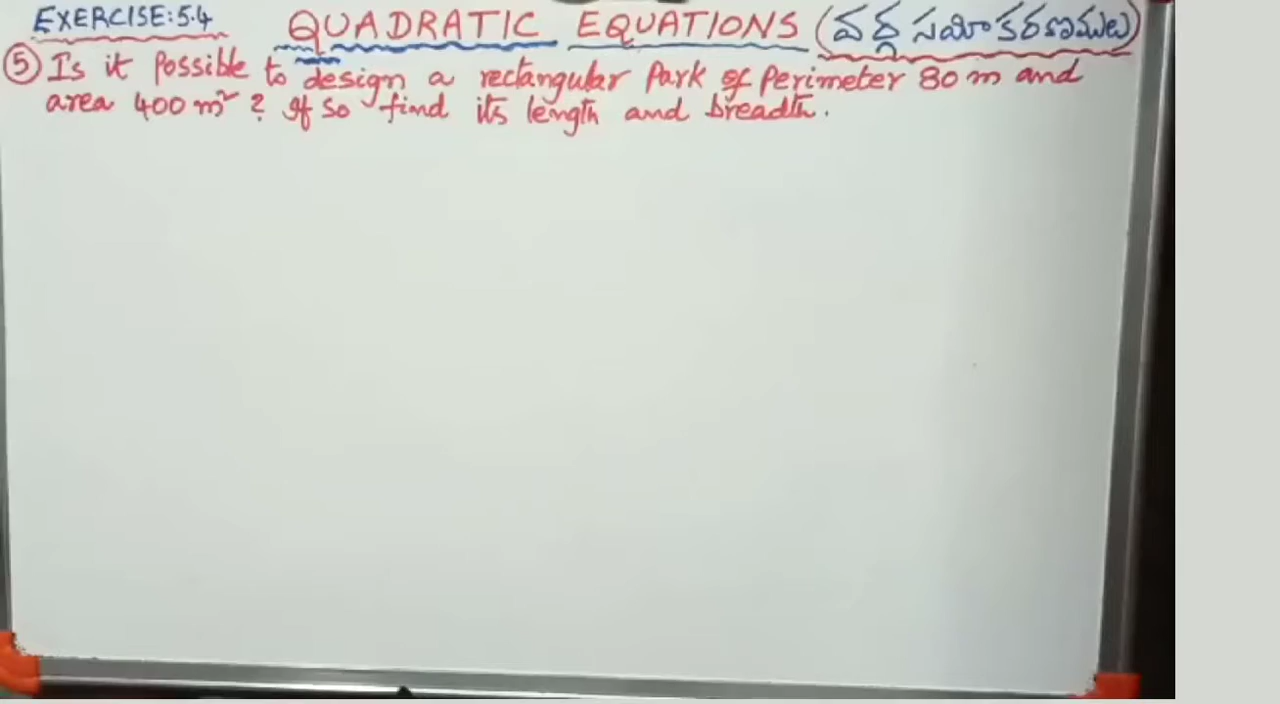 EXERCISE:5.4 QUADRATIC EQUATIONS (వర్గ సమీకరణములు)
⑤ Is it Possible to design a rectangular Park of Perimeter 80 m and
area 400 m² ? If so find its length and breadth.